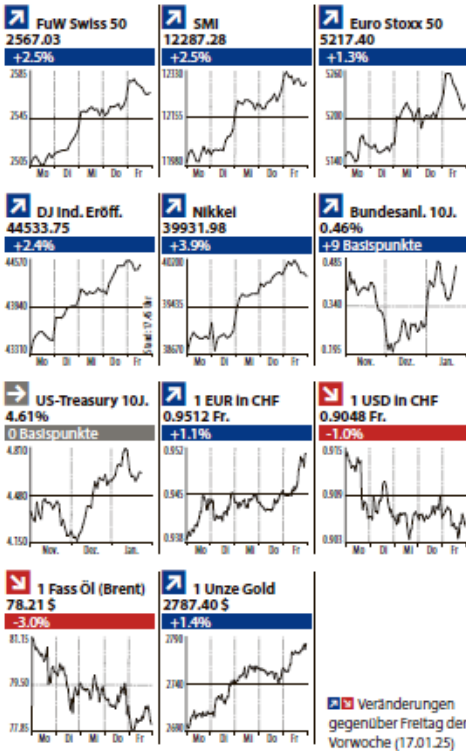 FuW Swiss 50
2567.03
+2.5%
2585
2545
2505
Mo Di Mi Do Fr
SMI
12287.28
+2.5%
12330
12155
11980
Mo Di Mi Do Fr
Euro Stoxx 50
5217.40
+1.3%
5260
5200
5140
Mo Di Mi Do Fr
DJ Ind. Eröff.
44533.75
+2.4%
44570
43940
43310
Mo Di Mi Do Fr
Stand: 17.45 Uhr
Nikkei
39931.98
+3.9%
40200
39435
38670
Mo Di Mi Do Fr
Bundesanl. 10J.
0.46%
+9 Basispunkte
0.485
0.340
0.195
Nov. Dez. Jan.
US-Treasury 10J.
4.61%
0 Basispunkte
4.810
4.480
4.150
Nov. Dez. Jan.
1 EUR in CHF
0.9512 Fr.
+1.1%
0.952
0.945
0.938
Mo Di Mi Do Fr
1 USD in CHF
0.9048 Fr.
-1.0%
0.915
0.909
0.903
Mo Di Mi Do Fr
1 Fass Öl (Brent)
78.21 $
-3.0%
81.15
79.50
77.85
Mo Di Mi Do Fr
1 Unze Gold
2787.40 $
+1.4%
2790
2740
2690
Mo Di Mi Do Fr
Veränderungen
gegenüber Freitag der
Vorwoche (17.01.25)